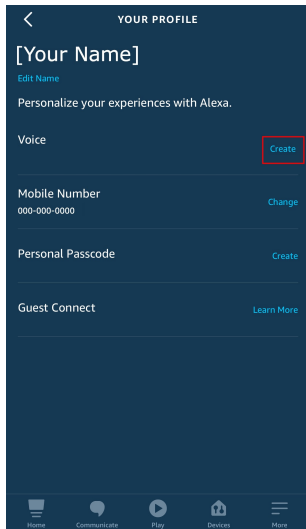 YOUR PROFILE
[Your Name]
Edit Name
Personalize your experiences with Alexa.
Voice
Create
Mobile Number
000-000-0000
Change
Personal Passcode
Create
Guest Connect
Learn More
Home Communicate Play Devices More